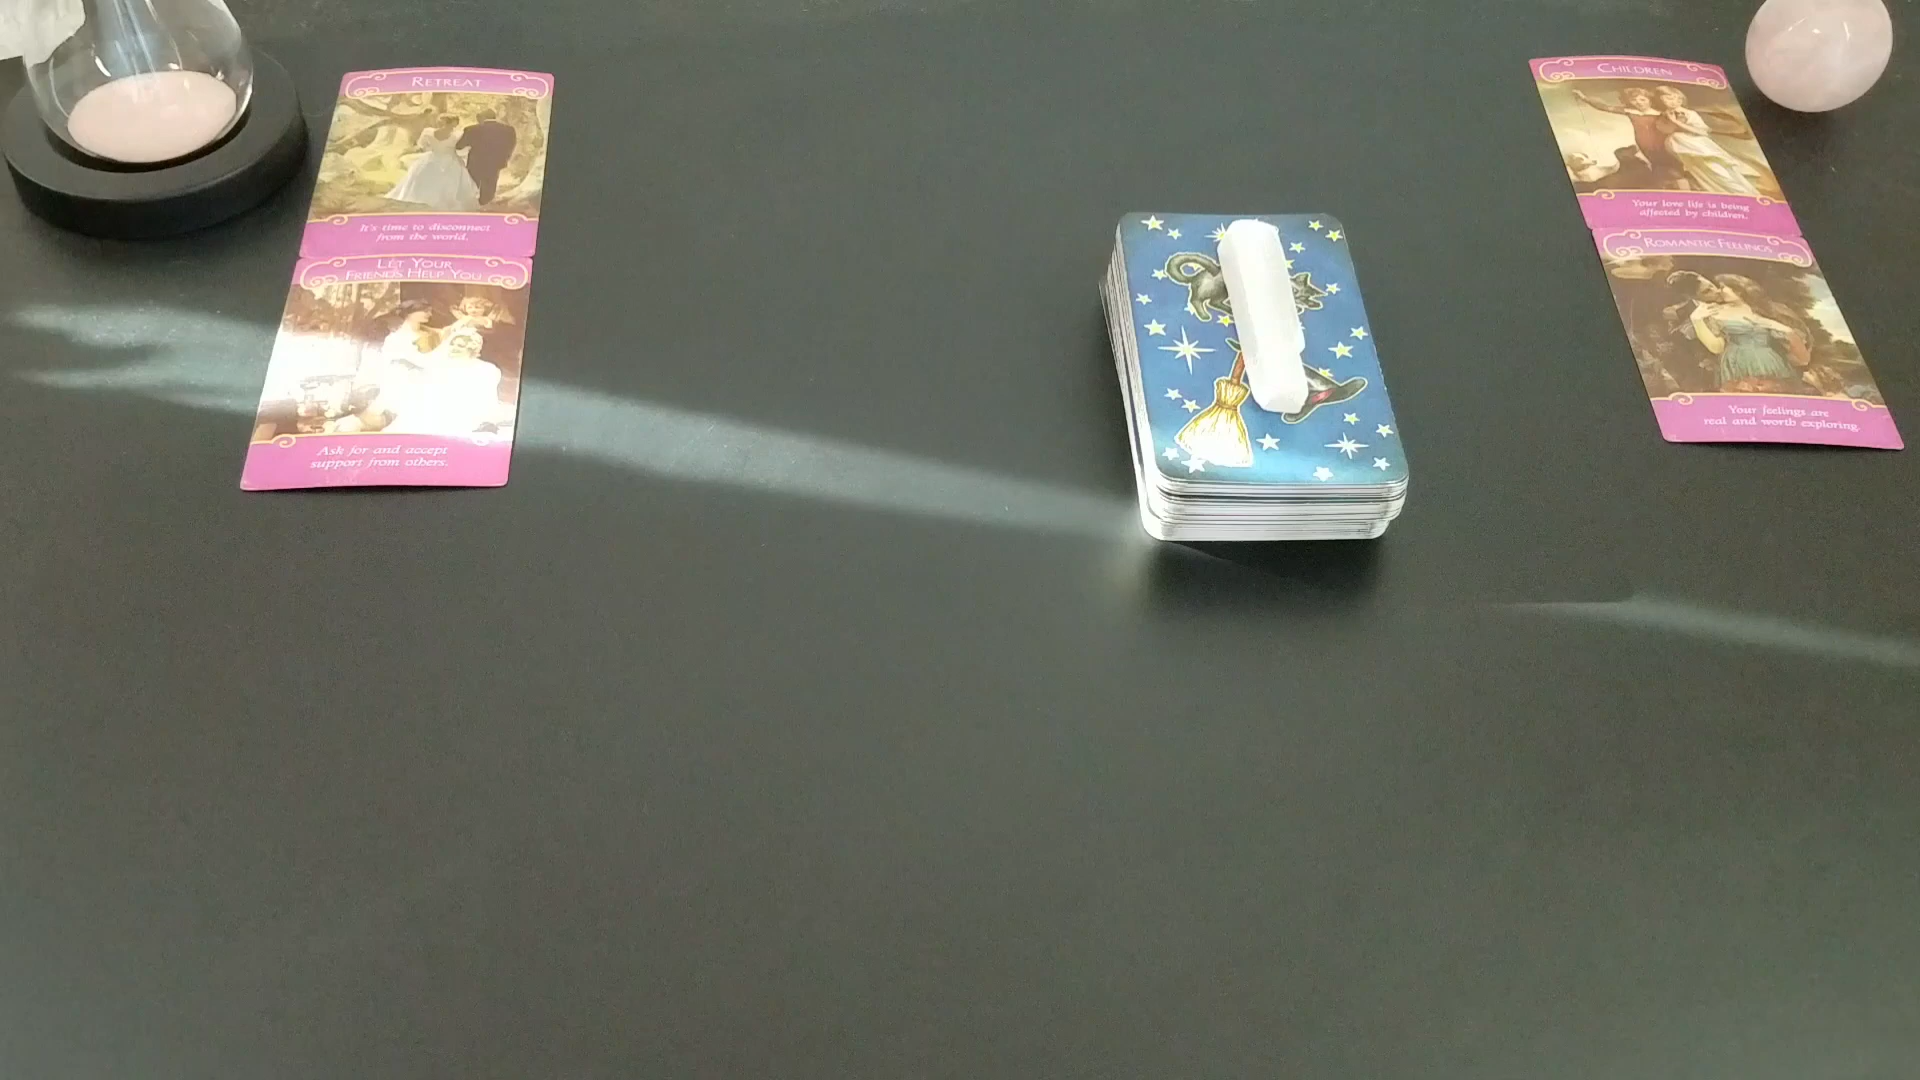 RETREAT
It's time to disconnect
from the world.
LET YOUR
FRIENDS HELP YOU
Ask for and accept
support from others.
CHILDREN
Your love life is being
affected by children.
ROMANTIC FEELINGS
Your feelings are
real and worth exploring.